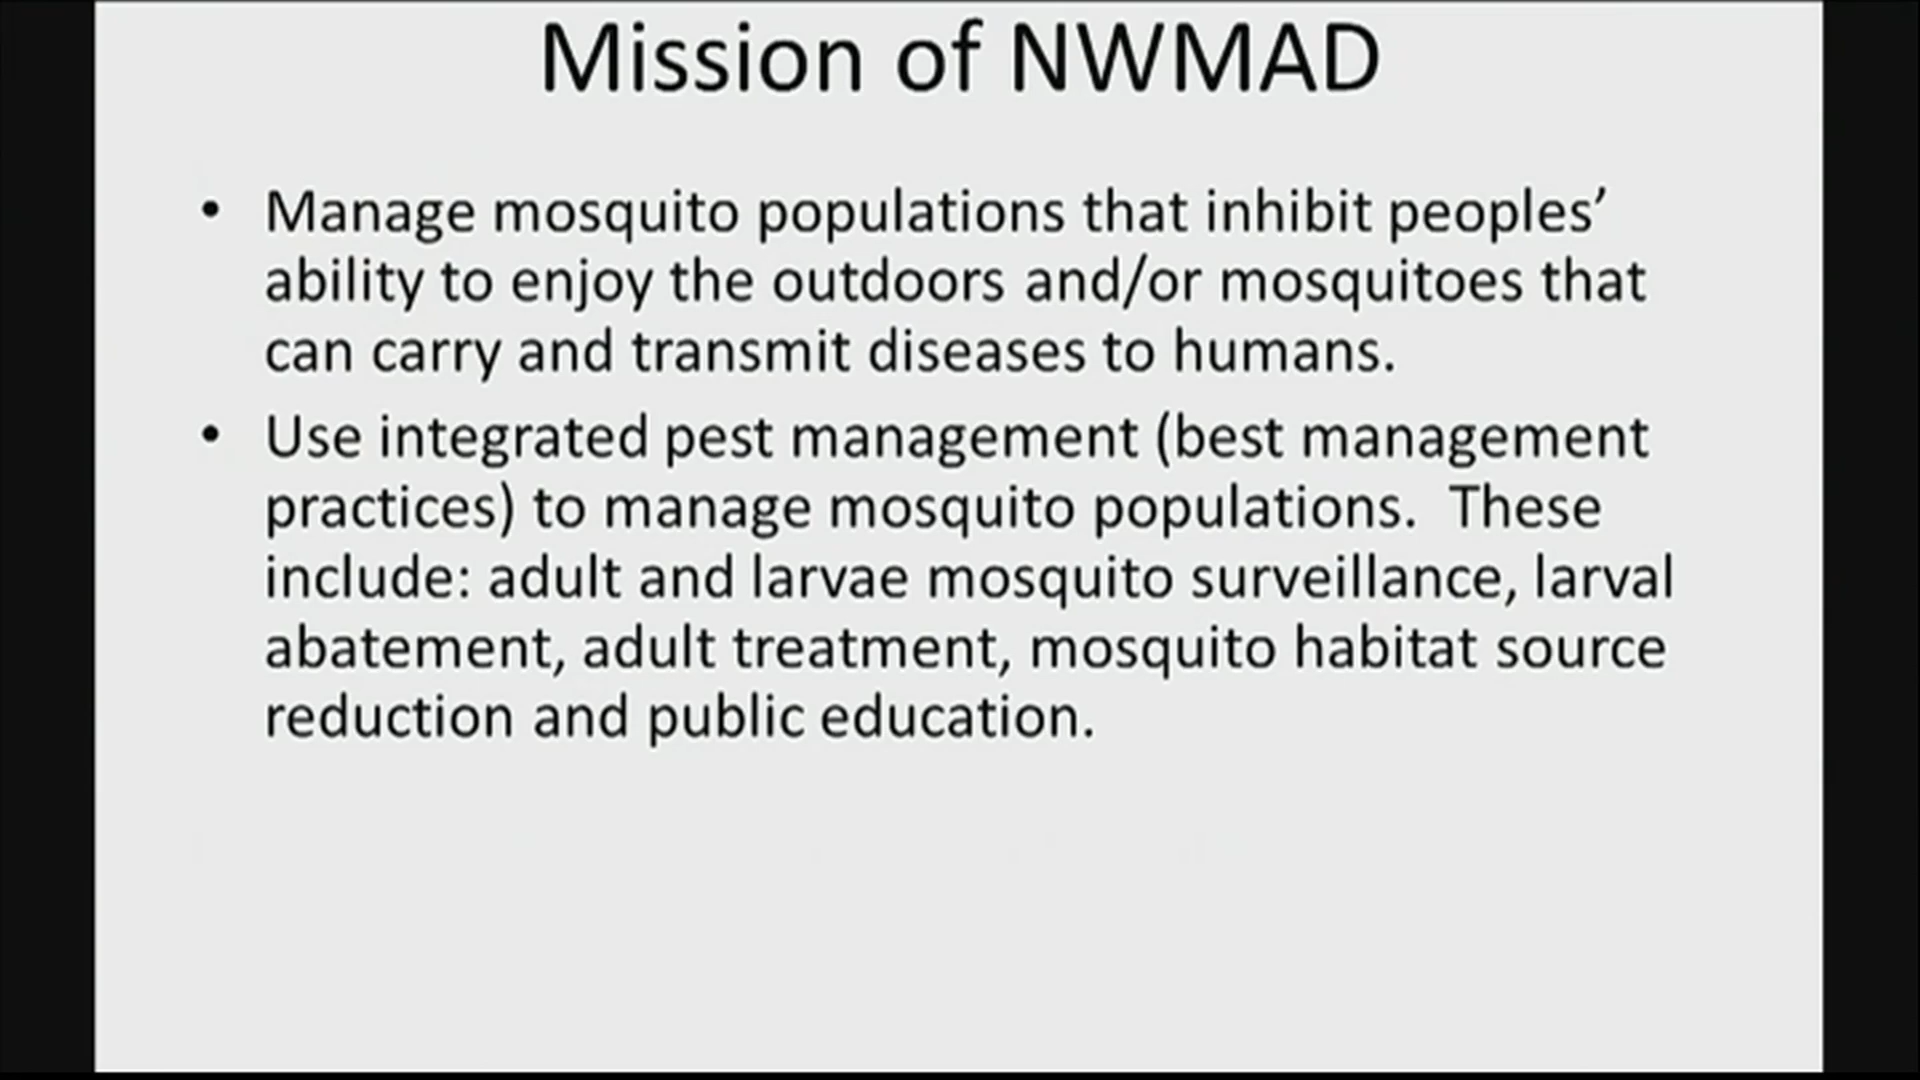 Mission of NWMAD
• Manage mosquito populations that inhibit peoples’
ability to enjoy the outdoors and/or mosquitoes that
can carry and transmit diseases to humans.
• Use integrated pest management (best management
practices) to manage mosquito populations.  These
include: adult and larvae mosquito surveillance, larval
abatement, adult treatment, mosquito habitat source
reduction and public education.